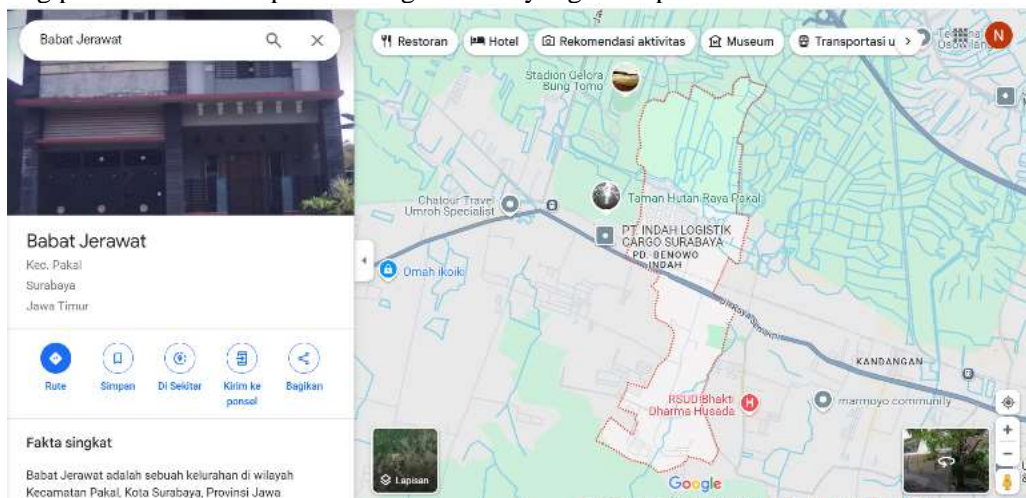 Babat Jerawat
Restoran
Hotel
Rekomendasi aktivitas
Museum
Transportasi u
N
Stadion Gelora
Bung Tomo
Chatour Travel
Umroh Specialist
Taman Hutan Raya Pakal
PT. INDAH LOGISTIK
CARGO SURABAYA
PD. BENOWO
INDAH
Omah ikoiki
KANDANGAN
RSUD Bhakti
Dharma Husada
marmoyo community
Babat Jerawat
Kec. Pakal
Surabaya
Jawa Timur
Rute
Simpan
Di Sekitar
Kirim ke
ponsel
Bagikan
Fakta singkat
Babat Jerawat adalah sebuah kelurahan di wilayah
Kecamatan Pakal, Kota Surabaya, Provinsi Jawa
Lapisan
Google